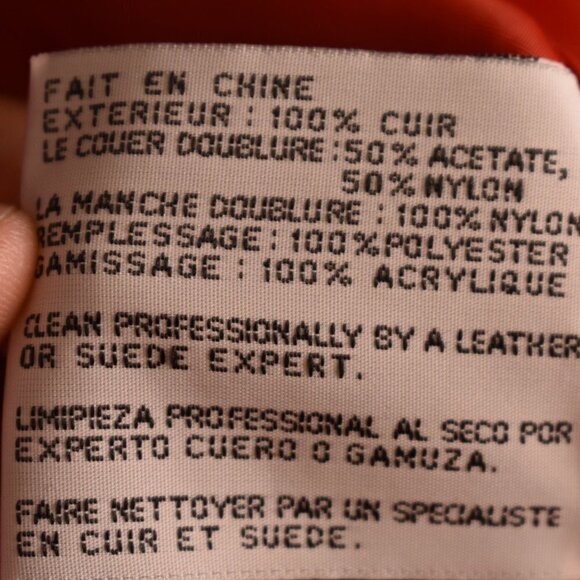 FAIT EN CHINE
EXTERIEUR : 100% CUIR
LE COUER DOUBLURE : 50% ACETATE,
50% NYLON
LA MANCHE DOUBLURE : 100% NYLON
REMPLESSAGE : 100% POLYESTER
GAMISSAGE : 100% ACRYLIQUE
CLEAN PROFESSIONALLY BY A LEATHER
OR SUEDE EXPERT.
LIMIPIEZA PROFESSIONAL AL SECO POR
EXPERTO CUERO O GAMUZA.
FAIRE NETTOYER PAR UN SPECIALISTE
EN CUIR ET SUEDE.